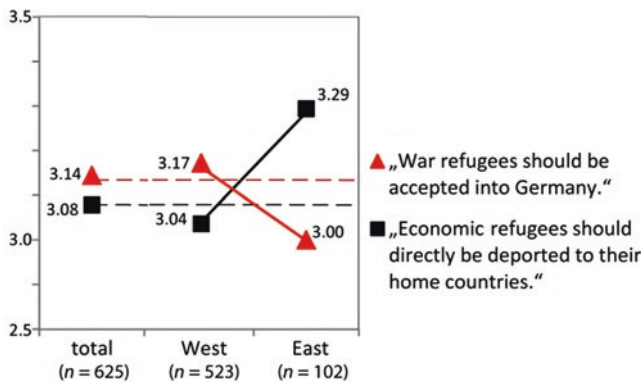 3.5
3.29
3.14
3.17
3.08
3.04
3.00
3.0
2.5
total
(n = 625)
West
(n = 523)
East
(n = 102)
„War refugees should be
accepted into Germany.“
„Economic refugees should
directly be deported to their
home countries.“